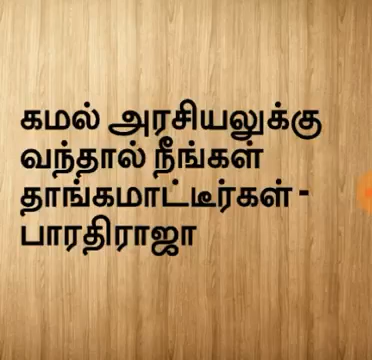 கமல் அரசியலுக்கு
வந்தால் நீங்கள்
தாங்கமாட்டீர்கள் -
பாரதிராஜா